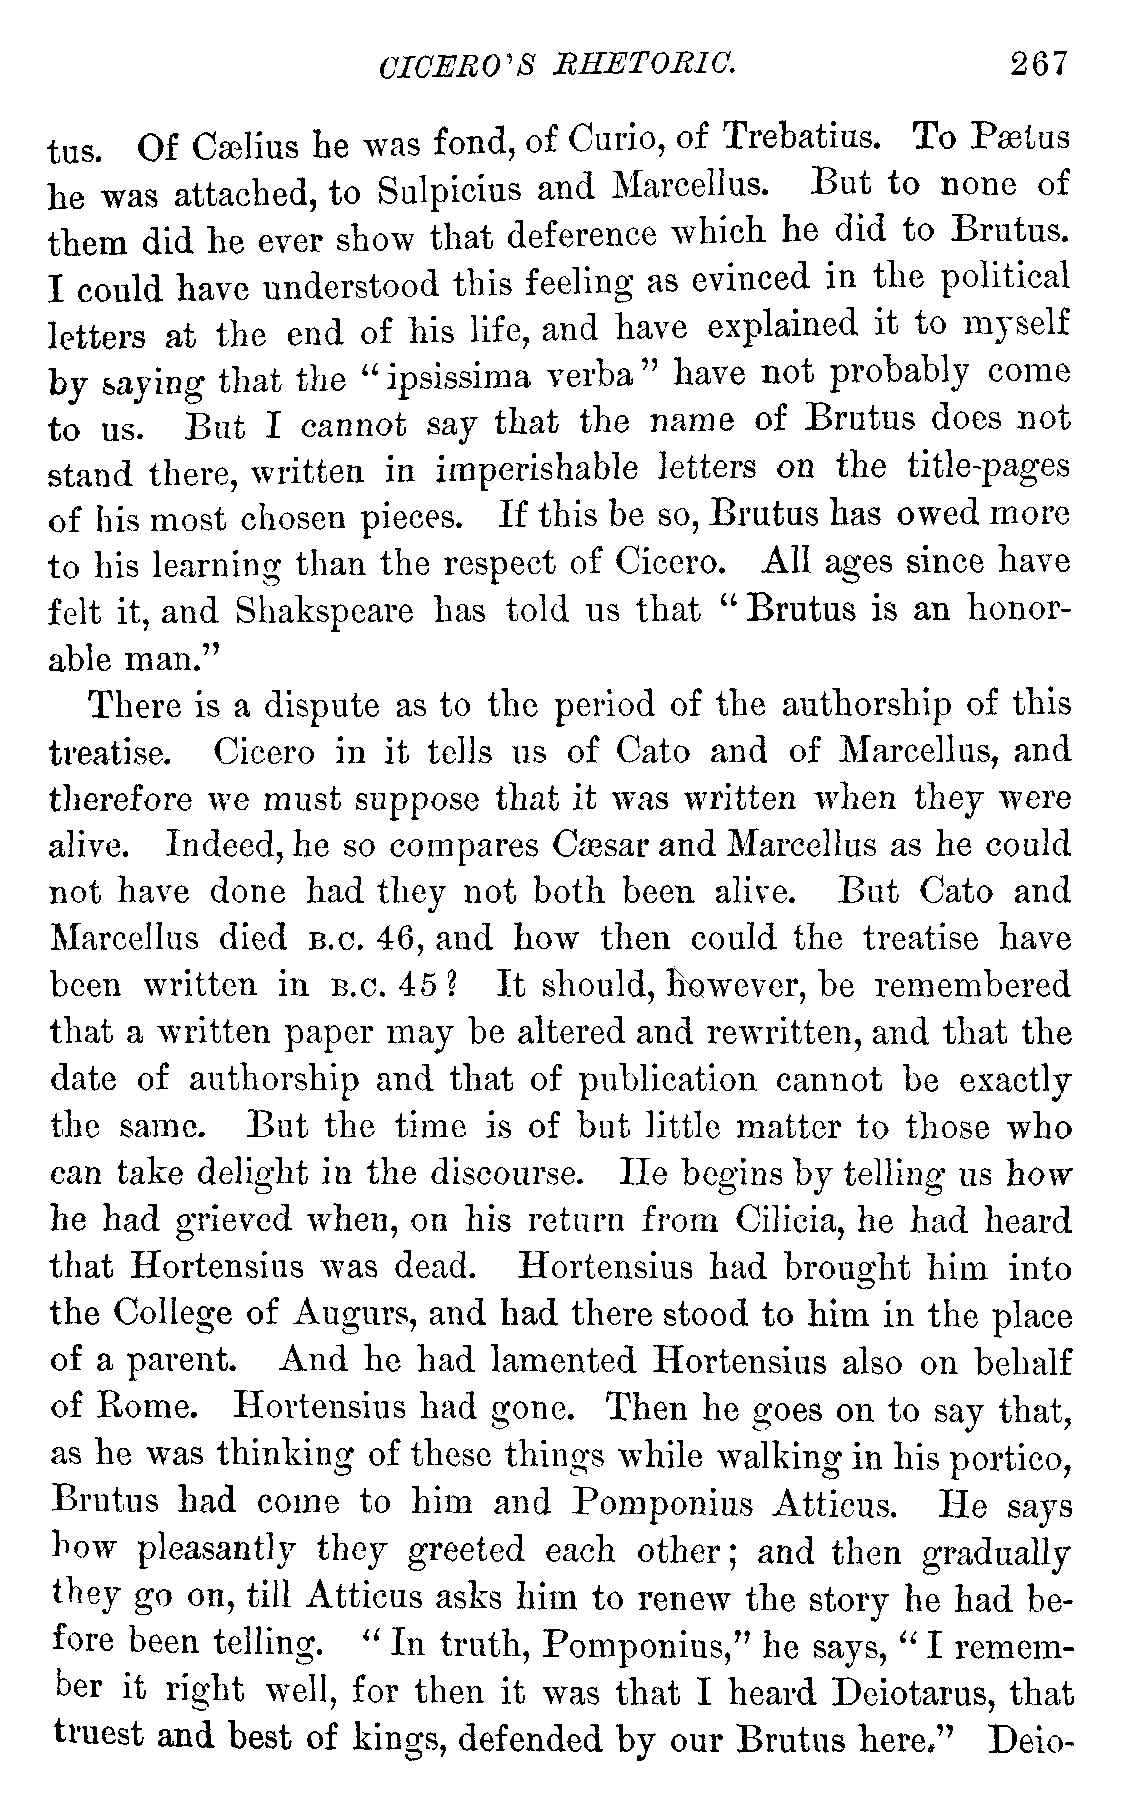 CICERO'S RHETORIC. 267
tus. Of Cælius he was fond, of Curio, of Trebatius. To Pætus
he was attached, to Sulpicius and Marcellus. But to none of
them did he ever show that deference which he did to Brutus.
I could have understood this feeling as evinced in the political
letters at the end of his life, and have explained it to myself
by saying that the "ipsissima verba" have not probably come
to us. But I cannot say that the name of Brutus does not
stand there, written in imperishable letters on the title-pages
of his most chosen pieces. If this be so, Brutus has owed more
to his learning than the respect of Cicero. All ages since have
felt it, and Shakspeare has told us that "Brutus is an honor-
able man."
There is a dispute as to the period of the authorship of this
treatise. Cicero in it tells us of Cato and of Marcellus, and
therefore we must suppose that it was written when they were
alive. Indeed, he so compares Cæsar and Marcellus as he could
not have done had they not both been alive. But Cato and
Marcellus died B.C. 46, and how then could the treatise have
been written in B.C. 45? It should, however, be remembered
that a written paper may be altered and rewritten, and that the
date of authorship and that of publication cannot be exactly
the same. But the time is of but little matter to those who
can take delight in the discourse. He begins by telling us how
he had grieved when, on his return from Cilicia, he had heard
that Hortensius was dead. Hortensius had brought him into
the College of Augurs, and had there stood to him in the place
of a parent. And he had lamented Hortensius also on behalf
of Rome. Hortensius had gone. Then he goes on to say that,
as he was thinking of these things while walking in his portico,
Brutus had come to him and Pomponius Atticus. He says
how pleasantly they greeted each other; and then gradually
they go on, till Atticus asks him to renew the story he had be-
fore been telling. "In truth, Pomponius," he says, "I remem-
ber it right well, for then it was that I heard Deiotarus, that
truest and best of kings, defended by our Brutus here." Deio-